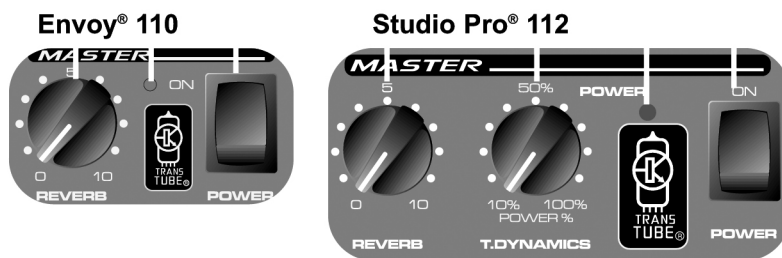 Envoy® 110
MASTER
5
ON
0 10
REVERB
TRANS
TUBE®
POWER
Studio Pro® 112
MASTER
5
50%
POWER
ON
0 10
REVERB
10% 100%
POWER %
T.DYNAMICS
TRANS
TUBE®
POWER